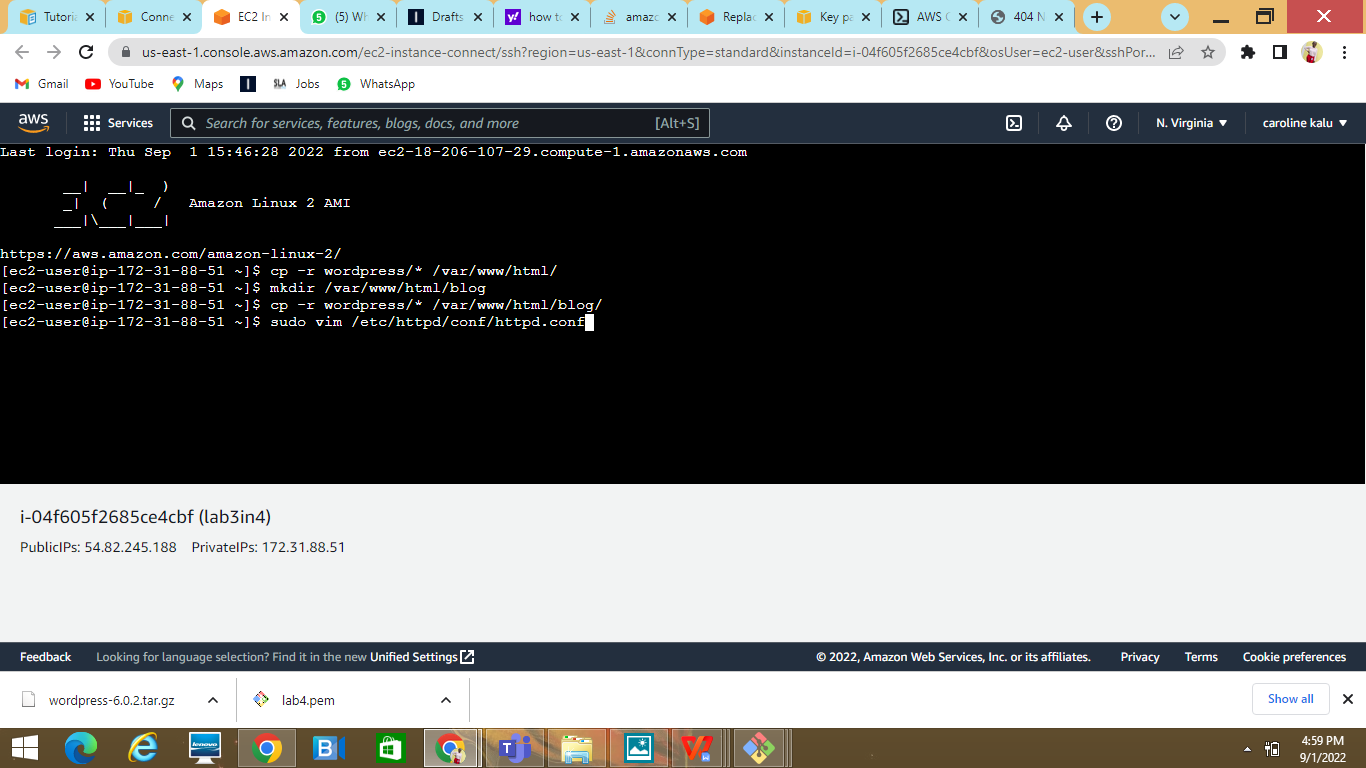 Tutoria
Conne
EC2 In
(5) Wh
Drafts
how to
amazo
Replac
Key pa
AWS C
404 N
us-east-1.console.aws.amazon.com/ec2-instance-connect/ssh?region=us-east-1&connType=standard&instanceId=i-04f605f2685ce4cbf&osUser=ec2-user&sshPor...
Gmail
YouTube
Maps
SLA Jobs
WhatsApp
aws
Services
Search for services, features, blogs, docs, and more [Alt+S]
N. Virginia
caroline kalu
Last login: Thu Sep  1 15:46:28 2022 from ec2-18-206-107-29.compute-1.amazonaws.com
       __|  __|_  )
       _|  (     /   Amazon Linux 2 AMI
      ___|\___|___|
https://aws.amazon.com/amazon-linux-2/
[ec2-user@ip-172-31-88-51 ~]$ cp -r wordpress/* /var/www/html/
[ec2-user@ip-172-31-88-51 ~]$ mkdir /var/www/html/blog
[ec2-user@ip-172-31-88-51 ~]$ cp -r wordpress/* /var/www/html/blog/
[ec2-user@ip-172-31-88-51 ~]$ sudo vim /etc/httpd/conf/httpd.conf
i-04f605f2685ce4cbf (lab3in4)
PublicIPs: 54.82.245.188 PrivateIPs: 172.31.88.51
Feedback
Looking for language selection? Find it in the new Unified Settings
© 2022, Amazon Web Services, Inc. or its affiliates.
Privacy
Terms
Cookie preferences
wordpress-6.0.2.tar.gz
lab4.pem
Show all
lenovo
4:59 PM
9/1/2022